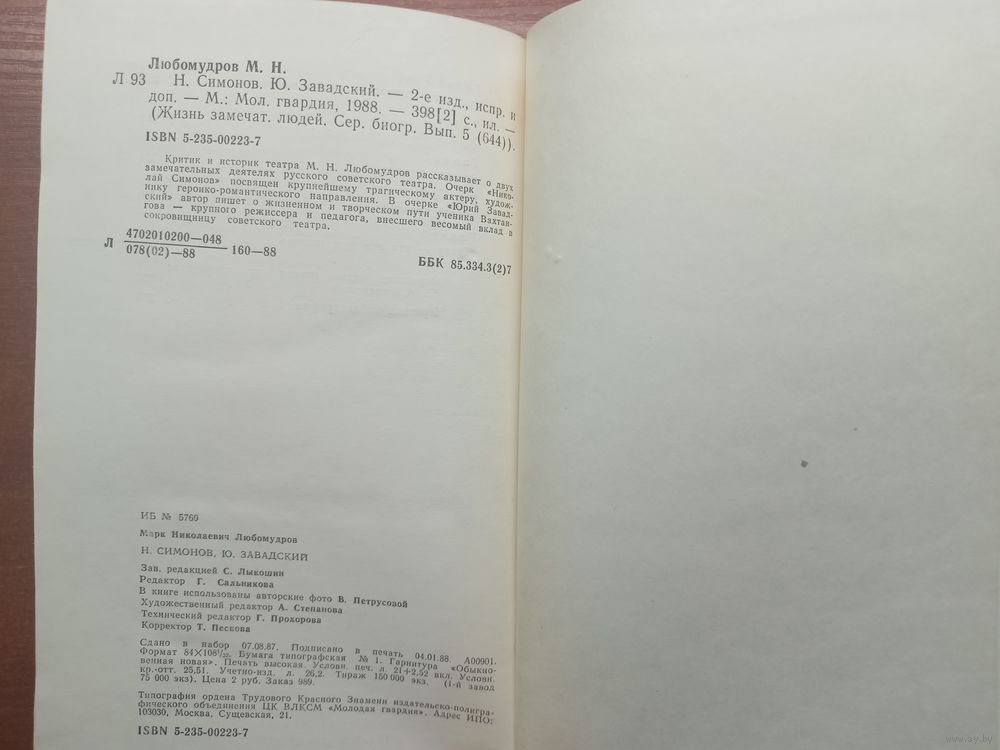 Любомудров М. Н.
Л 93 Н. Симонов. Ю. Завадский. — 2-е изд., испр. и
доп. — М.: Мол. гвардия, 1988. — 398[2] с., ил. —
(Жизнь замечат. людей. Сер. биогр. Вып. 5 (644)).
ISBN 5-235-00223-7
Критик и историк театра М. Н. Любомудров рассказывает о двух
замечательных деятелях русского советского театра. Очерк «Нико-
лай Симонов» посвящен крупнейшему трагическому актеру, худож-
нику героико-романтического направления. В очерке «Юрий Завад-
ский» автор пишет о жизненном и творческом пути ученика Вахтан-
гова — крупного режиссера и педагога, внесшего весомый вклад в
сокровищницу советского театра.
Л 4702010200—048
078(02)—88 160—88
ББК 85.334.3(2)7
ИБ № 5769
Марк Николаевич Любомудров
Н. СИМОНОВ, Ю. ЗАВАДСКИЙ
Зав. редакцией С. Лыкошин
Редактор Г. Сальникова
В книге использованы авторские фото В. Петрусовой
Художественный редактор А. Степанова
Технический редактор Г. Прохорова
Корректор Т. Пескова
Сдано в набор 07.08.87. Подписано в печать 04.01.88. А00901.
Формат 84×108¹/₃₂. Бумага типографская № 1. Гарнитура «Обыкно-
венная новая». Печать высокая. Условн. печ. л. 21+2,52 вкл. Условн.
кр.-отт. 25,51. Учетно-изд. л. 26,2. Тираж 150 000 экз. (1-й завод
75 000 экз). Цена 2 руб. Заказ 989.
Типография ордена Трудового Красного Знамени издательско-полигра-
фического объединения ЦК ВЛКСМ «Молодая гвардия». Адрес ИПО:
103030, Москва, Сущевская, 21.
ISBN 5-235-00223-7
www.ay.by